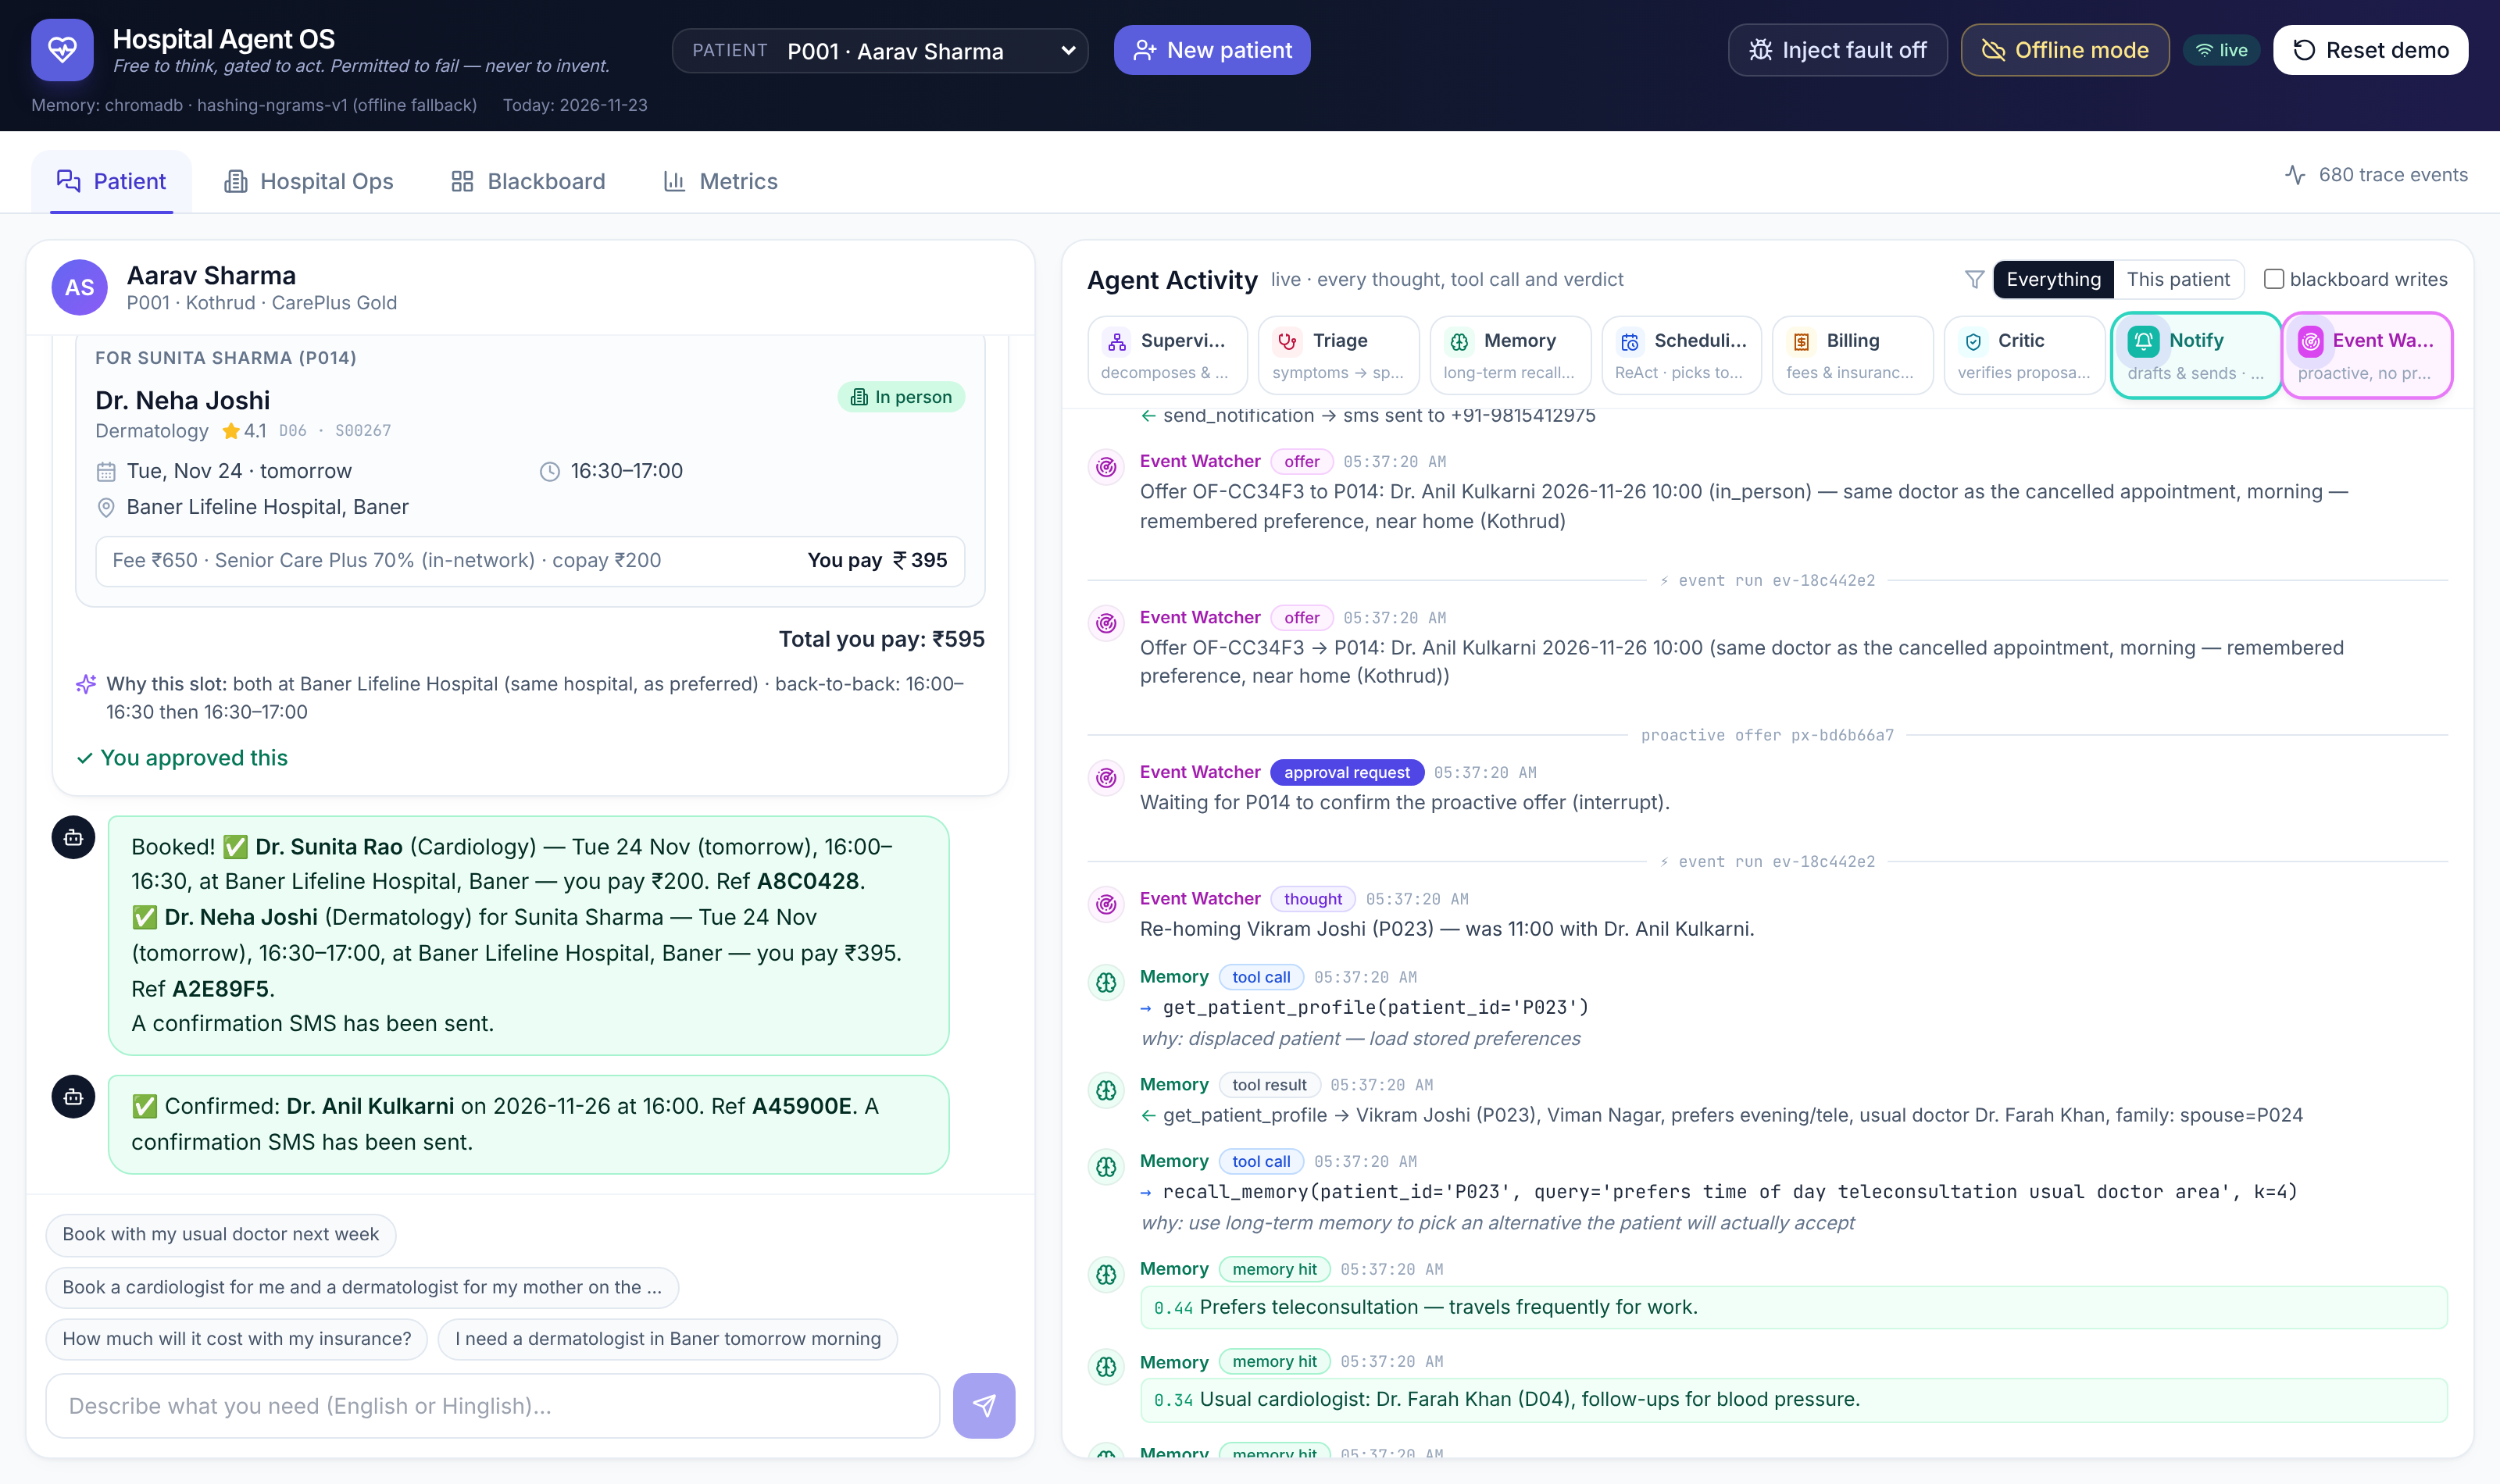 Hospital Agent OS
Free to think, gated to act. Permitted to fail — never to invent.
PATIENT P001 · Aarav Sharma
New patient
Inject fault off
Offline mode
live
Reset demo
Memory: chromadb · hashing-ngrams-v1 (offline fallback) Today: 2026-11-23
Patient
Hospital Ops
Blackboard
Metrics
680 trace events
AS
Aarav Sharma
P001 · Kothrud · CarePlus Gold
FOR SUNITA SHARMA (P014)
Dr. Neha Joshi
In person
Dermatology ⭐ 4.1 D06 · S00267
Tue, Nov 24 · tomorrow
16:30–17:00
Baner Lifeline Hospital, Baner
Fee ₹650 · Senior Care Plus 70% (in-network) · copay ₹200
You pay ₹395
Total you pay: ₹595
Why this slot: both at Baner Lifeline Hospital (same hospital, as preferred) · back-to-back: 16:00–
16:30 then 16:30–17:00
✓ You approved this
Booked! ✅ Dr. Sunita Rao (Cardiology) — Tue 24 Nov (tomorrow), 16:00–
16:30, at Baner Lifeline Hospital, Baner — you pay ₹200. Ref A8C0428.
✅ Dr. Neha Joshi (Dermatology) for Sunita Sharma — Tue 24 Nov
(tomorrow), 16:30–17:00, at Baner Lifeline Hospital, Baner — you pay ₹395.
Ref A2E89F5.
A confirmation SMS has been sent.
✅ Confirmed: Dr. Anil Kulkarni on 2026-11-26 at 16:00. Ref A45900E. A
confirmation SMS has been sent.
Book with my usual doctor next week
Book a cardiologist for me and a dermatologist for my mother on the ...
How much will it cost with my insurance?
I need a dermatologist in Baner tomorrow morning
Describe what you need (English or Hinglish)...
Agent Activity live · every thought, tool call and verdict
Everything
This patient
blackboard writes
Supervi...
decomposes & ...
Triage
symptoms → sp...
Memory
long-term recall...
Scheduli...
ReAct · picks to...
Billing
fees & insuranc...
Critic
verifies proposa...
Notify
drafts & sends · ...
Event Wa...
proactive, no pr...
← send_notification → sms sent to +91-9815412975
Event Watcher offer 05:37:20 AM
Offer OF-CC34F3 to P014: Dr. Anil Kulkarni 2026-11-26 10:00 (in_person) — same doctor as the cancelled appointment, morning —
remembered preference, near home (Kothrud)
⚡ event run ev-18c442e2
Event Watcher offer 05:37:20 AM
Offer OF-CC34F3 → P014: Dr. Anil Kulkarni 2026-11-26 10:00 (same doctor as the cancelled appointment, morning — remembered
preference, near home (Kothrud))
proactive offer px-bd6b66a7
Event Watcher approval request 05:37:20 AM
Waiting for P014 to confirm the proactive offer (interrupt).
⚡ event run ev-18c442e2
Event Watcher thought 05:37:20 AM
Re-homing Vikram Joshi (P023) — was 11:00 with Dr. Anil Kulkarni.
Memory tool call 05:37:20 AM
→ get_patient_profile(patient_id='P023')
why: displaced patient — load stored preferences
Memory tool result 05:37:20 AM
← get_patient_profile → Vikram Joshi (P023), Viman Nagar, prefers evening/tele, usual doctor Dr. Farah Khan, family: spouse=P024
Memory tool call 05:37:20 AM
→ recall_memory(patient_id='P023', query='prefers time of day teleconsultation usual doctor area', k=4)
why: use long-term memory to pick an alternative the patient will actually accept
Memory memory hit 05:37:20 AM
0.44 Prefers teleconsultation — travels frequently for work.
Memory memory hit 05:37:20 AM
0.34 Usual cardiologist: Dr. Farah Khan (D04), follow-ups for blood pressure.
Memory memory hit 05:37:20 AM